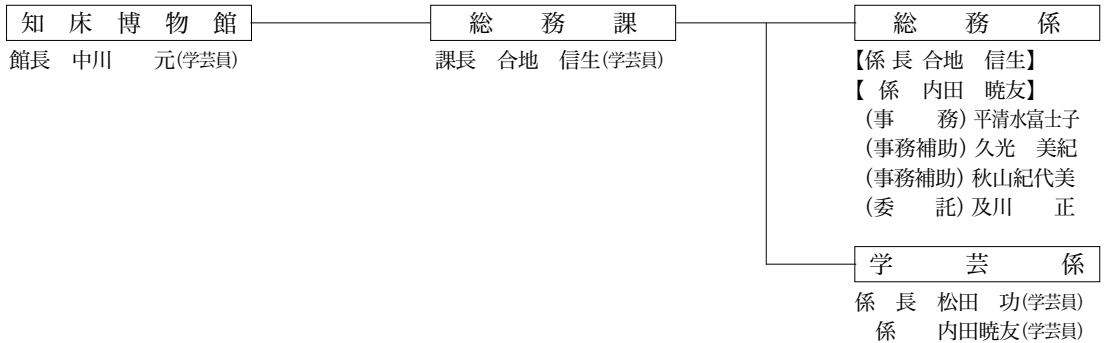 知床博物館
館長 中川 元(学芸員)
総務課
課長 合地 信生(学芸員)
総務係
【係 長 合地 信生】
【 係 内田 暁友】
(事 務) 平清水富士子
(事務補助) 久光 美紀
(事務補助) 秋山紀代美
(委 託) 及川 正
学芸係
係 長 松田 功(学芸員)
係 内田暁友(学芸員)